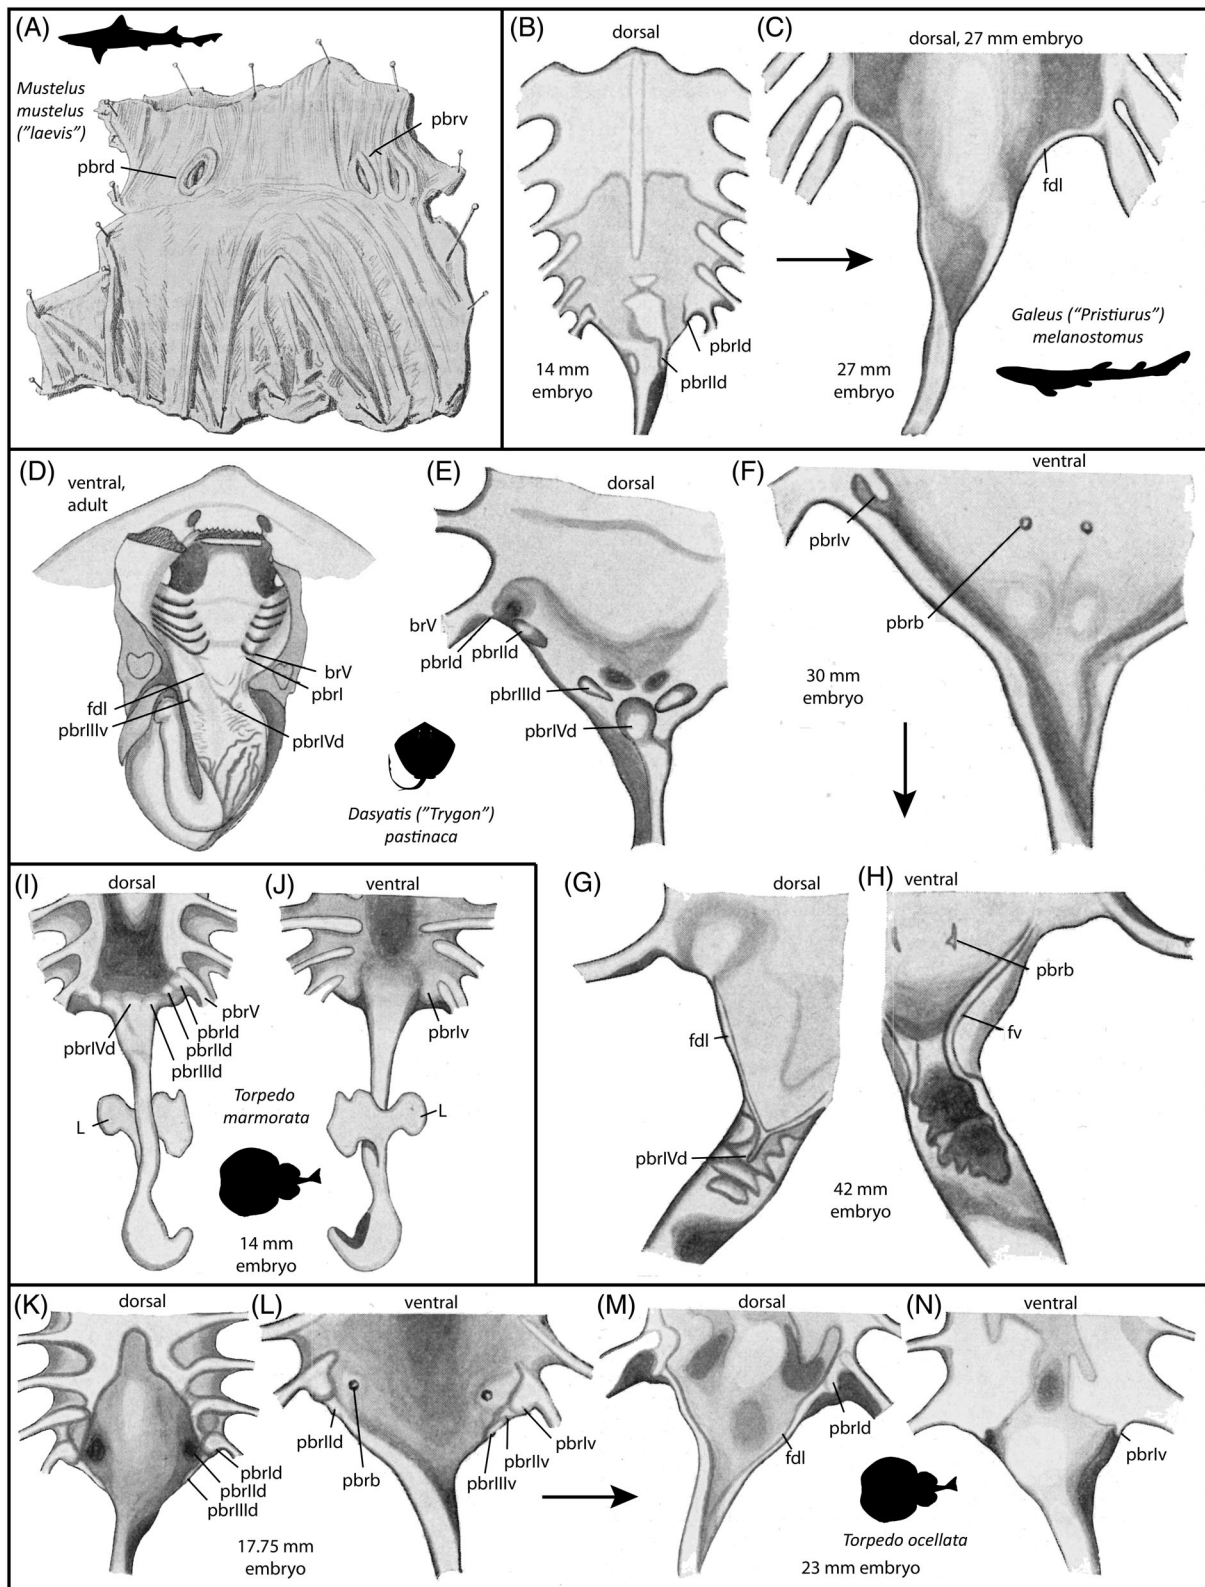 (A)
Mustelus
mustelus
("laevis")
pbrd
pbrv
(B)
dorsal
14 mm
embryo
pbrId
pbrIId
(C)
dorsal, 27 mm embryo
fdl
27 mm
embryo
Galeus ("Pristiurus")
melanostomus
(D)
ventral,
adult
brV
pbrI
fdl
pbrIIIv
pbrIVd
(E)
dorsal
brV
pbrId
pbrIId
pbrIIId
pbrIVd
Dasyatis ("Trygon")
pastinaca
(F)
ventral
pbrIv
pbrb
30 mm
embryo
(I)
dorsal
pbrV
pbrId
pbrIId
pbrIIId
pbrIVd
L
(J)
ventral
pbrIv
L
Torpedo
marmorata
14 mm
embryo
(G)
dorsal
fdl
pbrIVd
(H)
ventral
pbrb
fv
42 mm
embryo
(K)
dorsal
pbrId
pbrIId
pbrIIId
(L)
ventral
pbrIId
pbrb
pbrIv
pbrIIv
pbrIIIv
17.75 mm
embryo
(M)
dorsal
pbrId
fdl
(N)
ventral
pbrIv
Torpedo ocellata
23 mm embryo